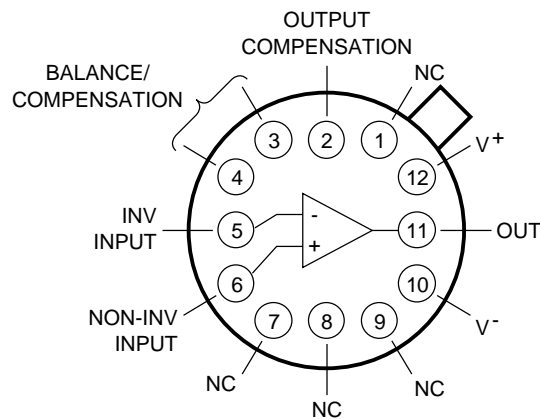 OUTPUT
COMPENSATION
BALANCE/
COMPENSATION
NC
3
2
1
4
12
V+
INV
INPUT
5
-
+
11
OUT
6
10
NON-INV
INPUT
7
8
9
V-
NC
NC
NC